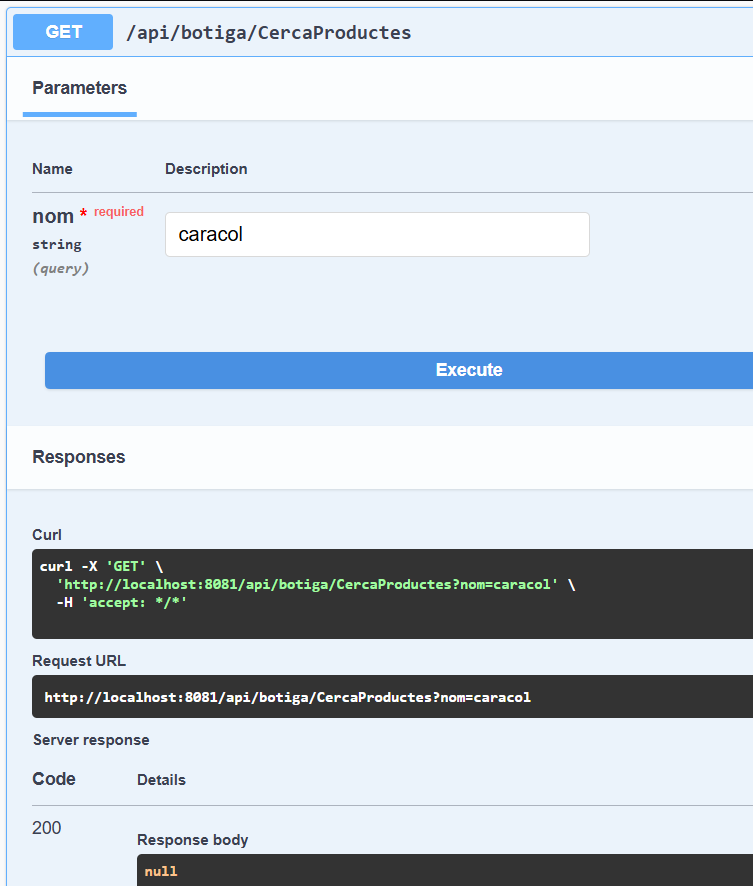 GET /api/botiga/CercaProductes
Parameters
Name Description
nom * required
string
(query)
caracol
Execute
Responses
Curl
curl -X 'GET' \
'http://localhost:8081/api/botiga/CercaProductes?nom=caracol' \
-H 'accept: */*'
Request URL
http://localhost:8081/api/botiga/CercaProductes?nom=caracol
Server response
Code Details
200
Response body
null